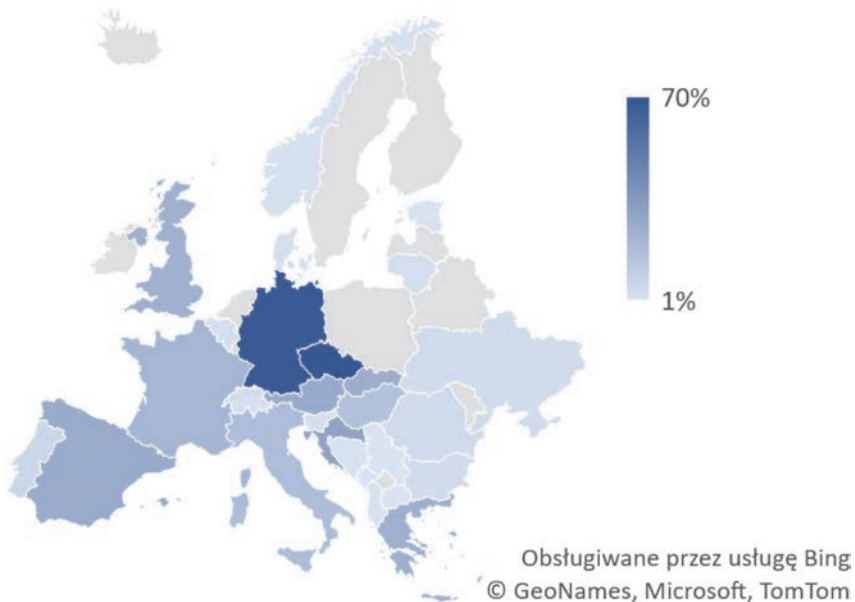 70%
1%
Obsługiwane przez usługę Bing
© GeoNames, Microsoft, TomTom